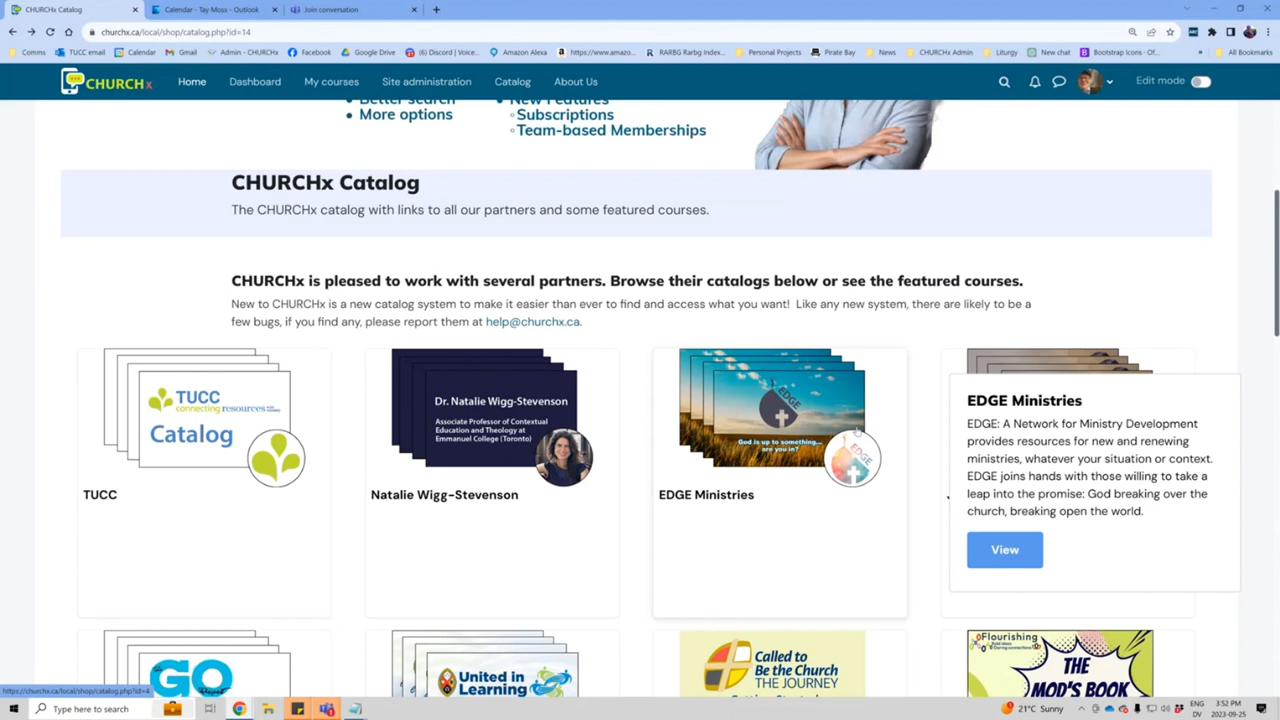 CHURCHx Catalog
Calendar - Tay Moss - Outlook
Join conversation
churchx.ca/local/shop/catalog.php?id=14
Comms
TUCC email
Calendar
Gmail
Admin - CHURCHx
Facebook
Google Drive
(6) Discord | Voice...
Amazon Alexa
https://www.amazo...
RARBG Rarbg Index...
Personal Projects
Pirate Bay
News
CHURCHx Admin
Liturgy
New chat
Bootstrap Icons · Of...
»
All Bookmarks
CHURCHx
Home
Dashboard
My courses
Site administration
Catalog
About Us
Edit mode
• Better search
• More options
• New Features
◦ Subscriptions
◦ Team-based Memberships
CHURCHx Catalog
The CHURCHx catalog with links to all our partners and some featured courses.
CHURCHx is pleased to work with several partners. Browse their catalogs below or see the featured courses.
New to CHURCHx is a new catalog system to make it easier than ever to find and access what you want! Like any new system, there are likely to be a
few bugs, if you find any, please report them at help@churchx.ca.
TUCC
connecting resources
Catalog
TUCC
Dr. Natalie Wigg-Stevenson
Associate Professor of Contextual
Education and Theology at
Emmanuel College (Toronto)
Natalie Wigg-Stevenson
EDGE
God is up to something...
are you in?
EDGE
EDGE Ministries
EDGE Ministries
EDGE: A Network for Ministry Development
provides resources for new and renewing
ministries, whatever your situation or context.
EDGE joins hands with those willing to take a
leap into the promise: God breaking over the
church, breaking open the world.
View
GO
United in
Learning
Called to
Be the Church
THE JOURNEY
Flourishing
THE
MOD'S BOOK
https://churchx.ca/local/shop/catalog.php?id=4
Type here to search
21°C Sunny
ENG
DV
3:52 PM
2023-09-25